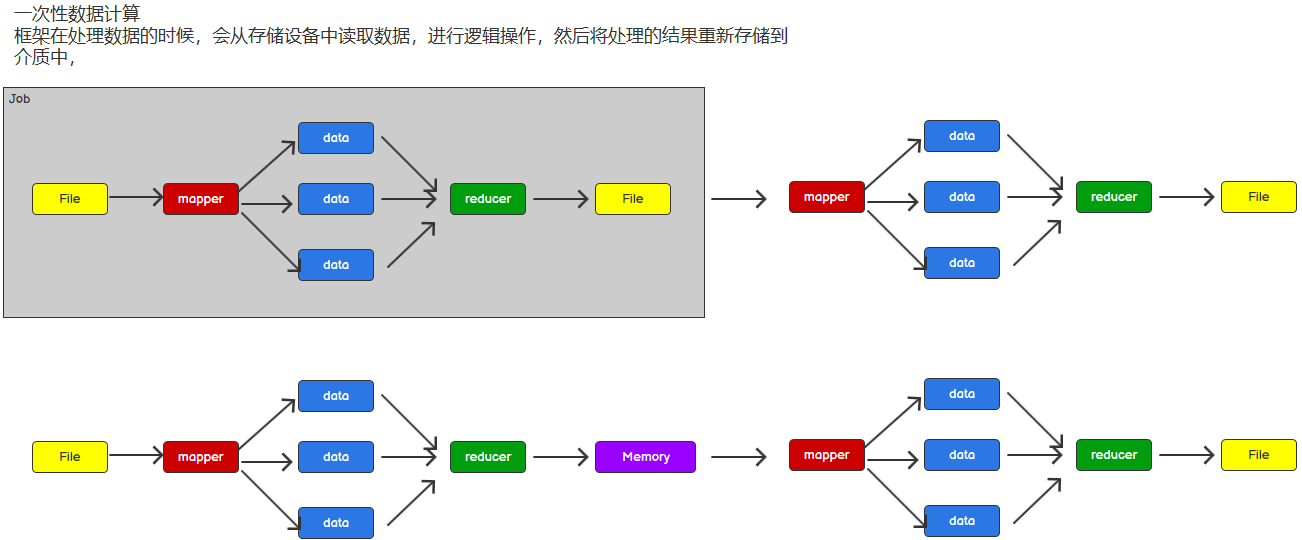 一次性数据计算
框架在处理数据的时候，会从存储设备中读取数据，进行逻辑操作，然后将处理的结果重新存储到
介质中，
Job
data
data
File
mapper
data
reducer
File
mapper
data
reducer
File
data
data
data
data
File
mapper
data
reducer
Memory
mapper
data
reducer
File
data
data